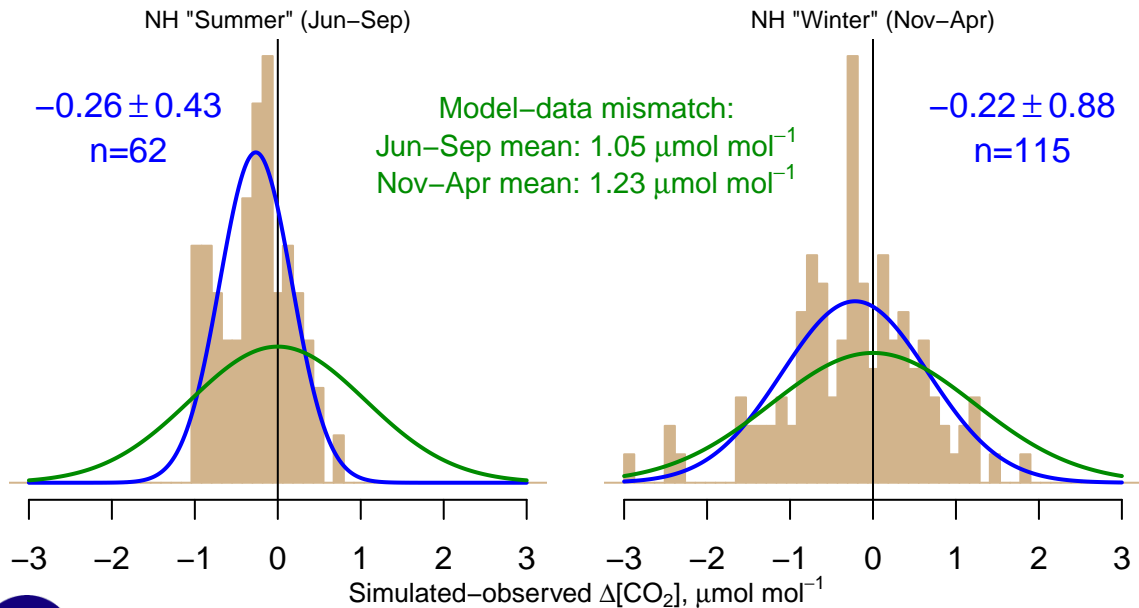 NH "Summer" (Jun−Sep)
−0.26 ± 0.43
n=62
−3 −2 −1 0 1 2 3
Model−data mismatch:
Jun−Sep mean: 1.05 μmol mol⁻¹
Nov−Apr mean: 1.23 μmol mol⁻¹
NH "Winter" (Nov−Apr)
−0.22 ± 0.88
n=115
−3 −2 −1 0 1 2 3
Simulated−observed Δ[CO₂], μmol mol⁻¹